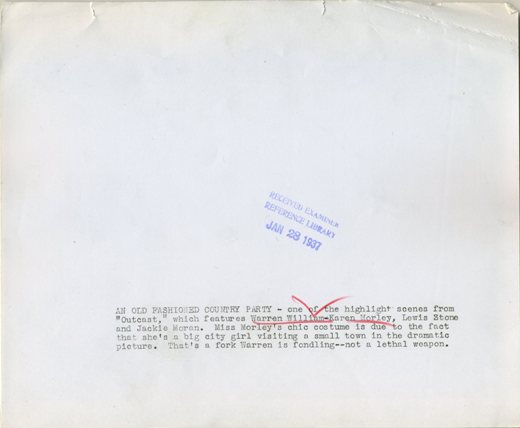 RECEIVED EXAMINER
REFERENCE LIBRARY
JAN 28 1937
AN OLD FASHIONED COUNTRY PARTY - one of the highlight scenes from
"Outcast," which features Warren William-Karen Morley, Lewis Stone
and Jackie Moran. Miss Morley's chic costume is due to the fact
that she's a big city girl visiting a small town in the dramatic
picture. That's a fork Warren is fondling--not a lethal weapon.